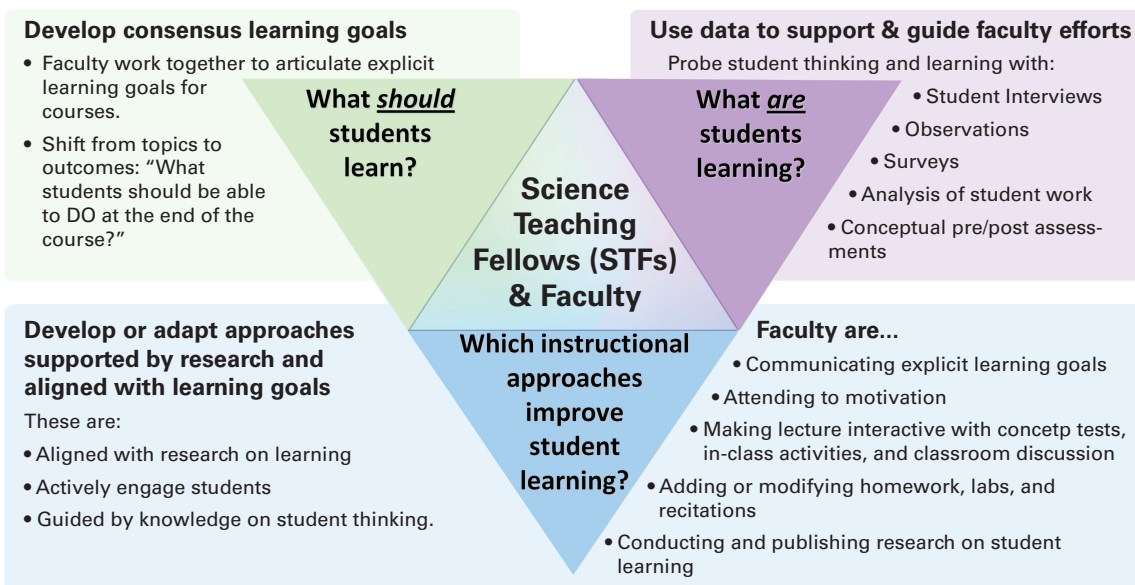 Develop consensus learning goals
• Faculty work together to articulate explicit
learning goals for
courses.
• Shift from topics to
outcomes: “What
students should be able
to DO at the end of the
course?”
What should
students
learn?
Use data to support & guide faculty efforts
Probe student thinking and learning with:
• Student Interviews
• Observations
• Surveys
• Analysis of student work
• Conceptual pre/post assess-
ments
What are
students
learning?
Science
Teaching
Fellows (STFs)
& Faculty
Develop or adapt approaches
supported by research and
aligned with learning goals
These are:
• Aligned with research on learning
• Actively engage students
• Guided by knowledge on student thinking.
Which instructional
approaches
improve
student
learning?
Faculty are...
• Communicating explicit learning goals
• Attending to motivation
• Making lecture interactive with concetp tests,
in-class activities, and classroom discussion
• Adding or modifying homework, labs, and
recitations
• Conducting and publishing research on student
learning